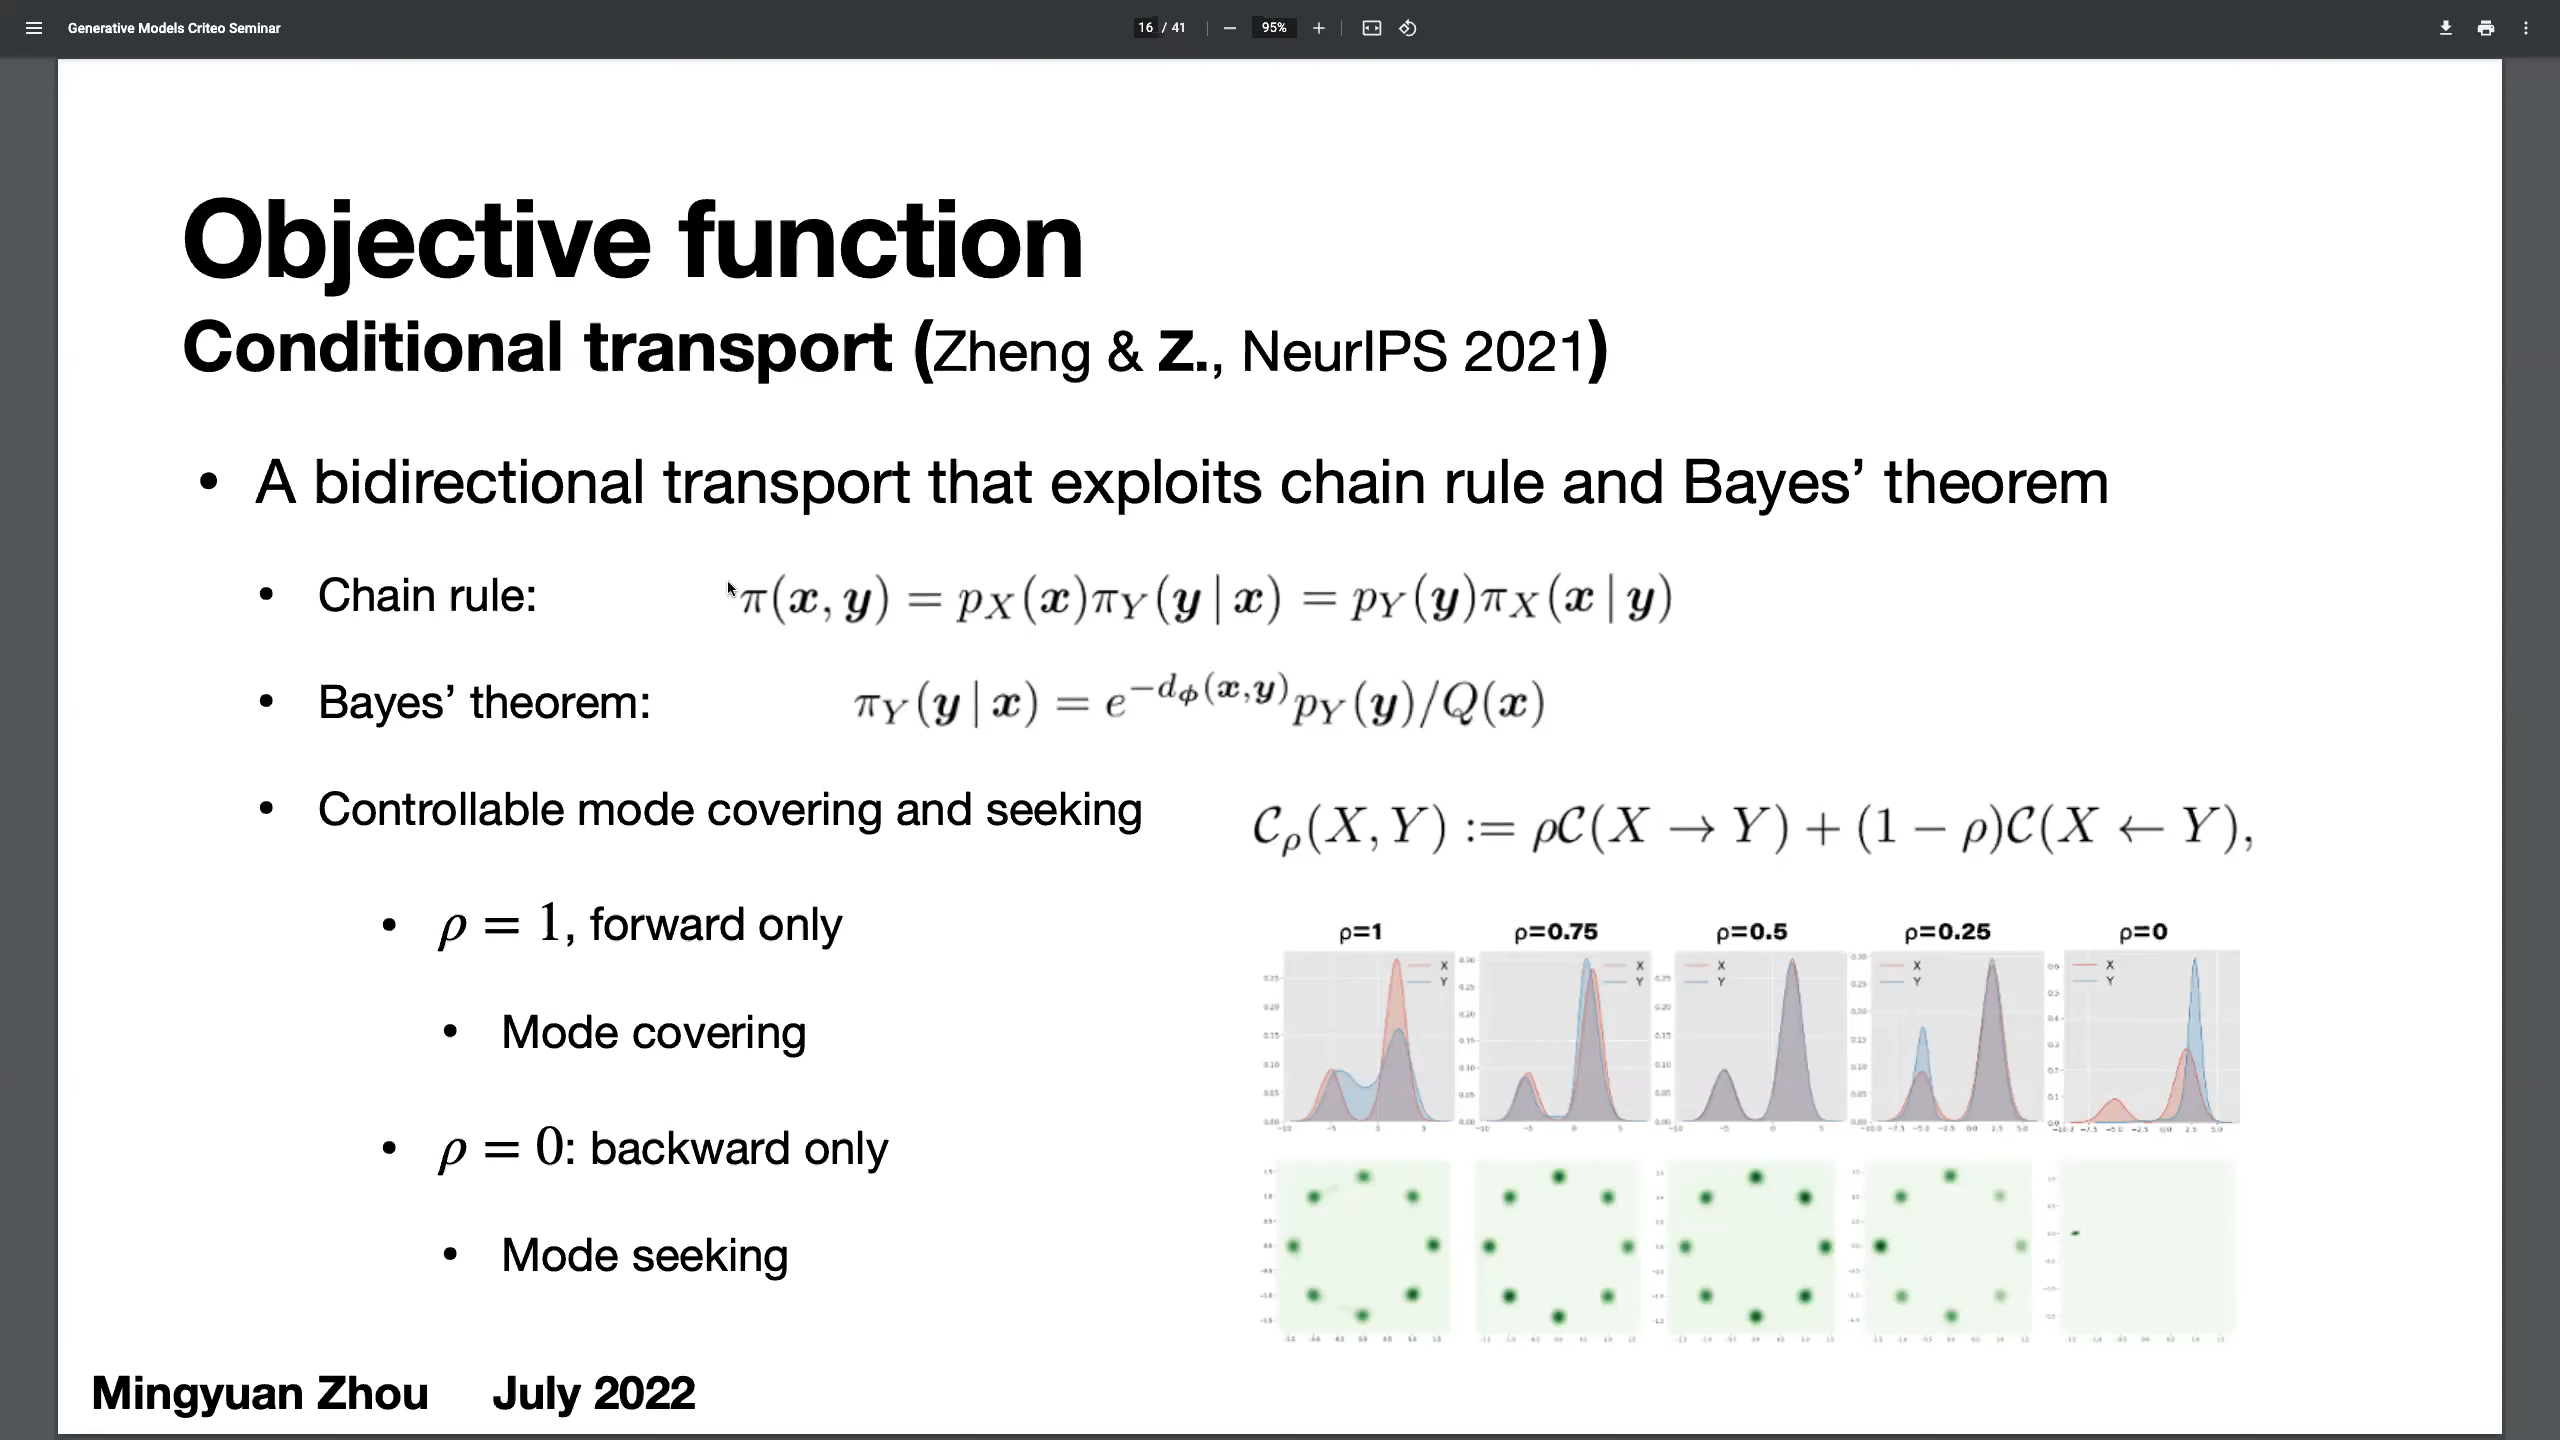 Generative Models Criteo Seminar
16 / 41
95%
Objective function
Conditional transport (Zheng & Z., NeurIPS 2021)
• A bidirectional transport that exploits chain rule and Bayes’ theorem
• Chain rule: π(x, y) = p_X(x)π_Y(y | x) = p_Y(y)π_X(x | y)
• Bayes’ theorem: π_Y(y | x) = e^{−d_ϕ(x,y)} p_Y(y)/Q(x)
• Controllable mode covering and seeking C_ρ(X, Y) := ρC(X → Y) + (1 − ρ)C(X ← Y),
• ρ = 1, forward only
• Mode covering
• ρ = 0: backward only
• Mode seeking
ρ=1 ρ=0.75 ρ=0.5 ρ=0.25 ρ=0
X X X X X
Y Y Y Y Y
Mingyuan Zhou July 2022